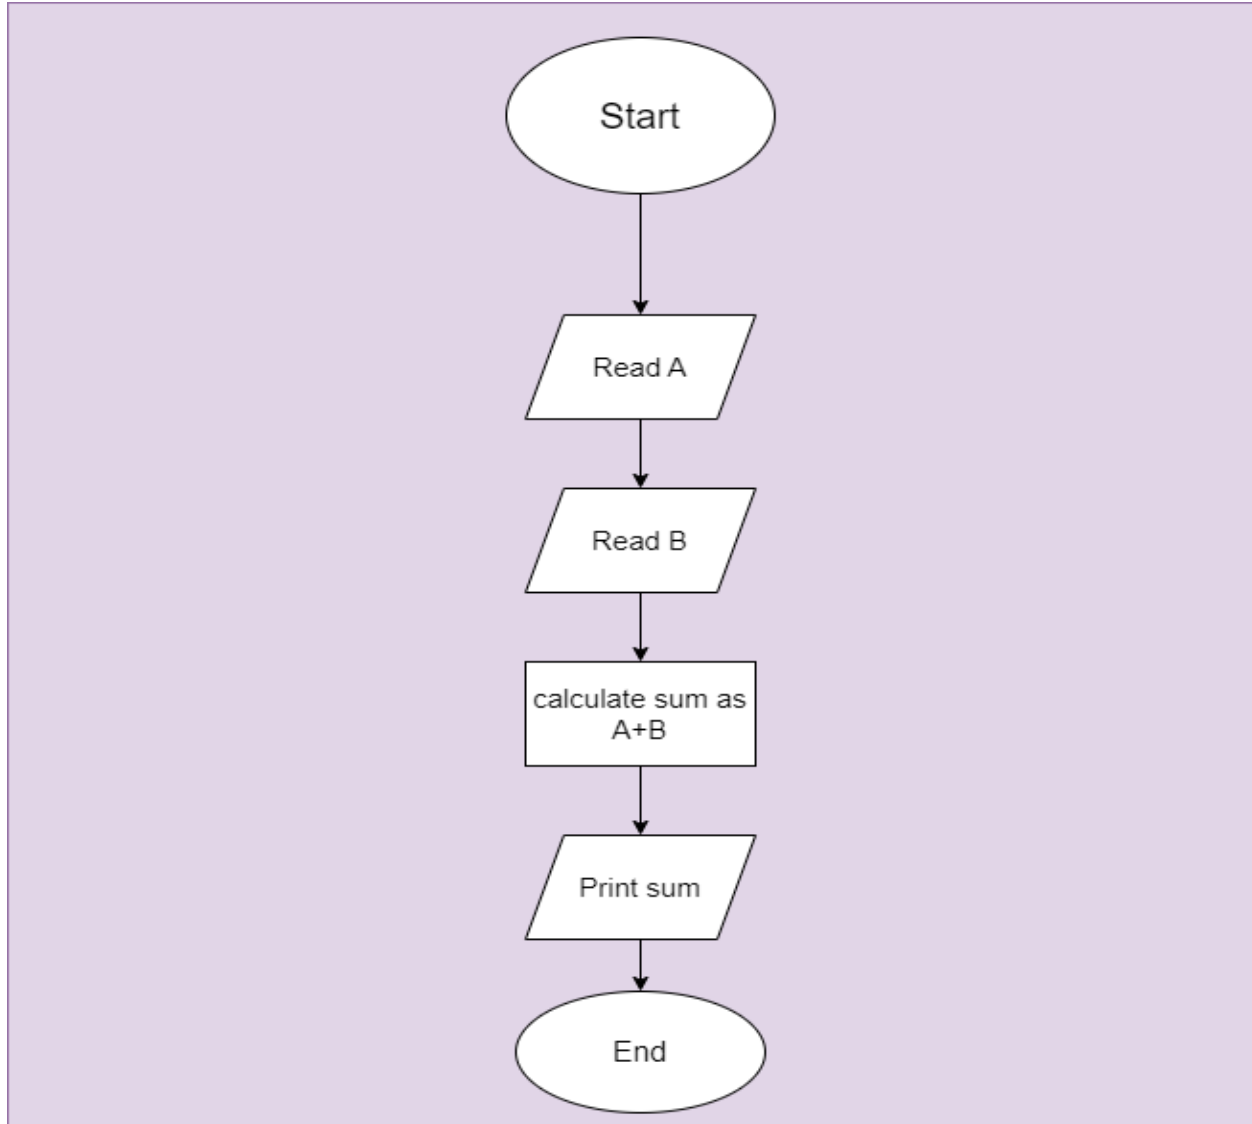 Start
Read A
Read B
calculate sum as
A+B
Print sum
End